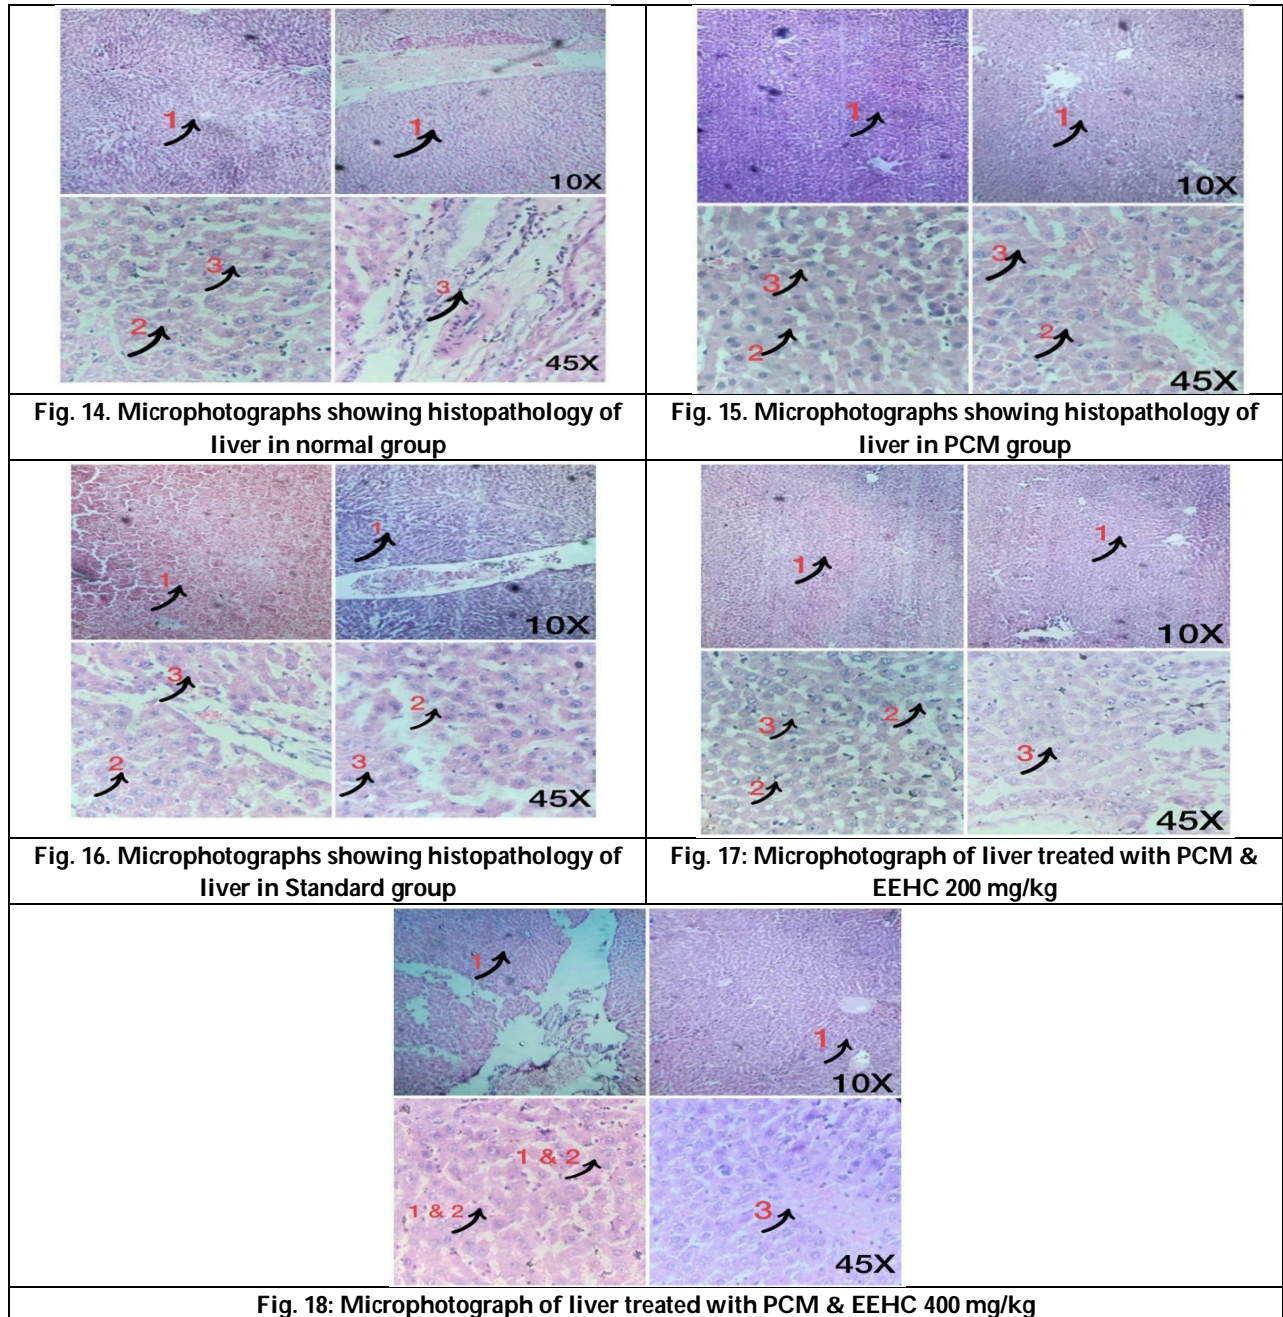 1
1
10X
3
2
3
45X
1
1
10X
3
2
3
2
45X
Fig. 14. Microphotographs showing histopathology of
liver in normal group
Fig. 15. Microphotographs showing histopathology of
liver in PCM group
1
1
10X
3
2
2
3
45X
1
1
10X
3
2
2
3
45X
Fig. 16. Microphotographs showing histopathology of
liver in Standard group
Fig. 17: Microphotograph of liver treated with PCM &
EEHC 200 mg/kg
1
1
10X
1 & 2
1 & 2
3
45X
Fig. 18: Microphotograph of liver treated with PCM & EEHC 400 mg/kg